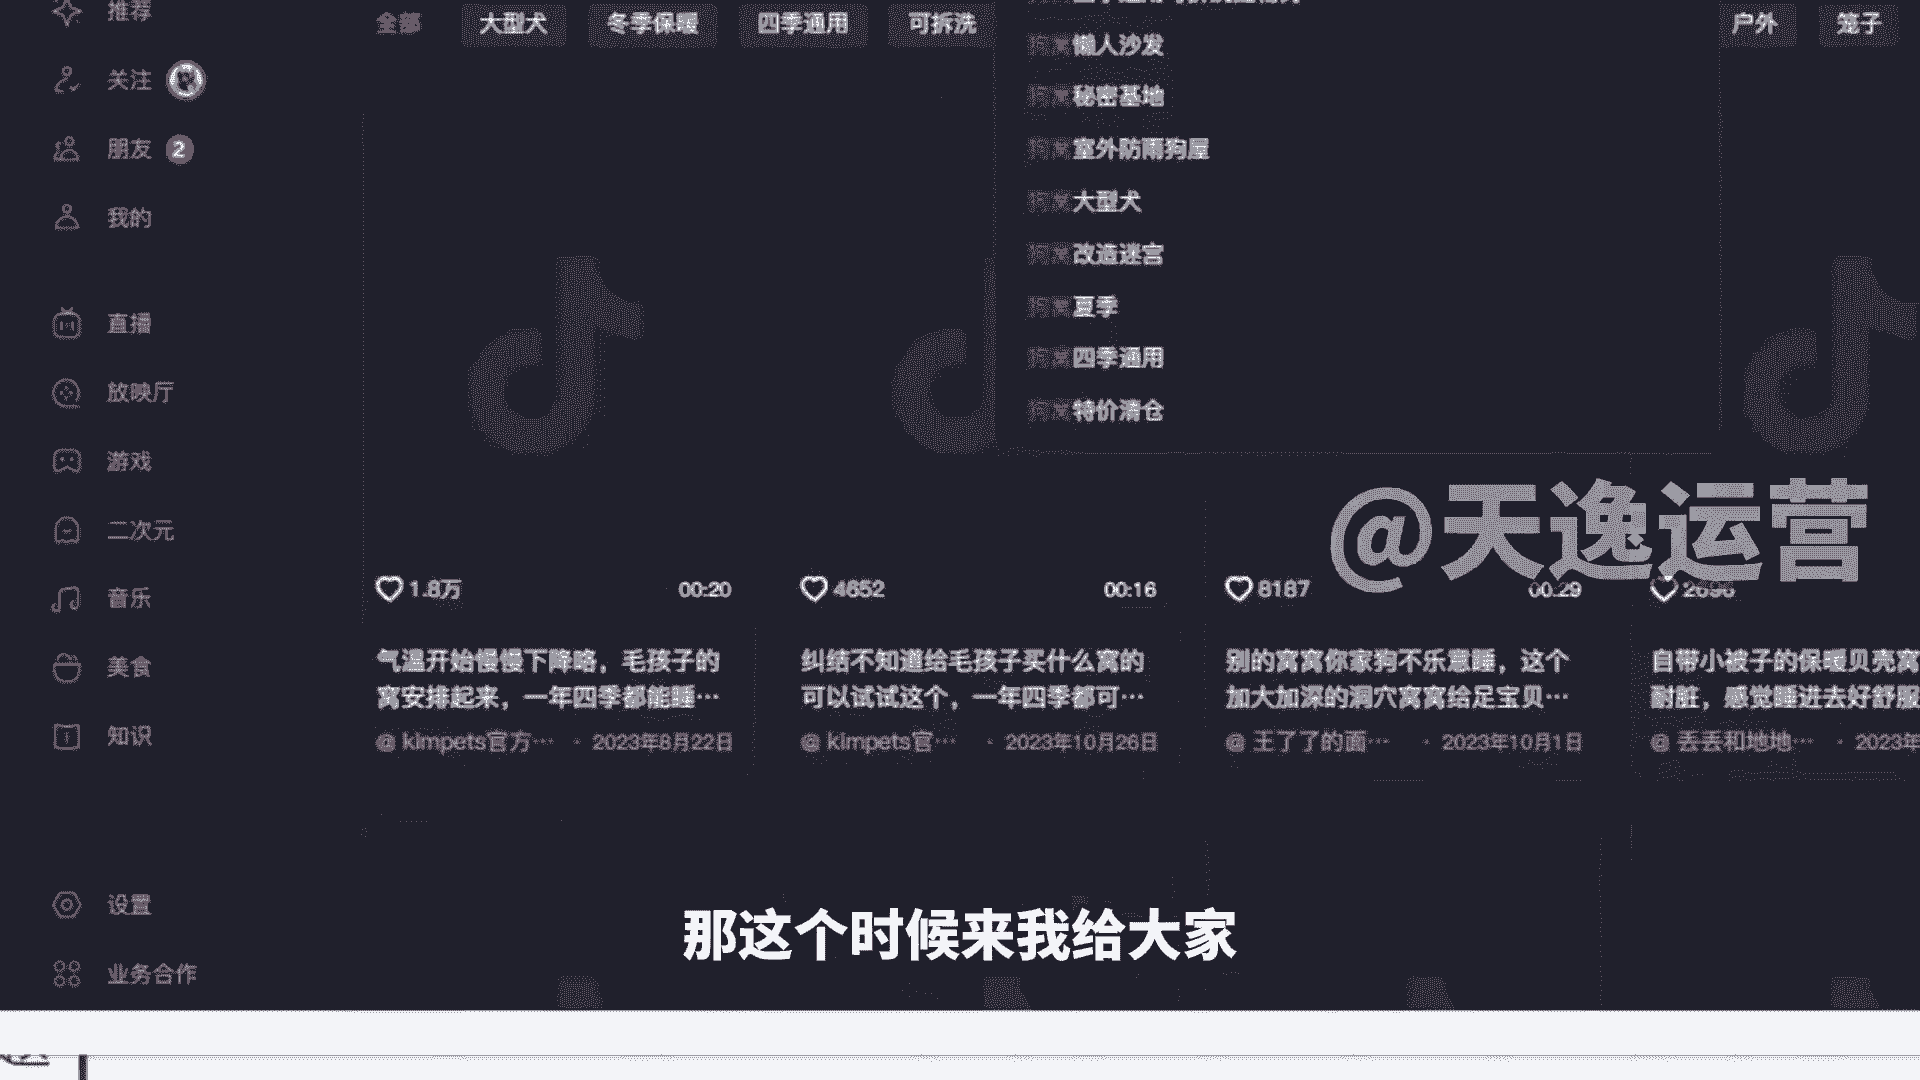 推荐
关注
朋友 2
我的
直播
放映厅
游戏
二次元
音乐
美食
知识
设置
业务合作
全部 大型犬 冬季保暖 四季通用 可拆洗 户外 笼子
狗窝懒人沙发
狗窝秘密基地
狗窝室外防雨狗屋
狗窝大型犬
狗窝改造迷宫
狗窝夏季
狗窝四季通用
狗窝特价清仓
@天逸运营
1.8万 00:20
气温开始慢慢下降咯，毛孩子的
窝安排起来，一年四季都能睡…
@ kimpets官方… · 2023年8月22日
4652 00:16
纠结不知道给毛孩子买什么窝的
可以试试这个，一年四季都可…
@ kimpets官… · 2023年10月26日
8187 00:29
别的窝窝你家狗不乐意睡，这个
加大加深的洞穴窝窝给足宝贝…
@ 王了了的面… · 2023年10月1日
2696
自带小被子的保暖贝壳窝
耐脏，感觉睡进去好舒服
@ 丢丢和地地… · 2023年
那这个时候来我给大家